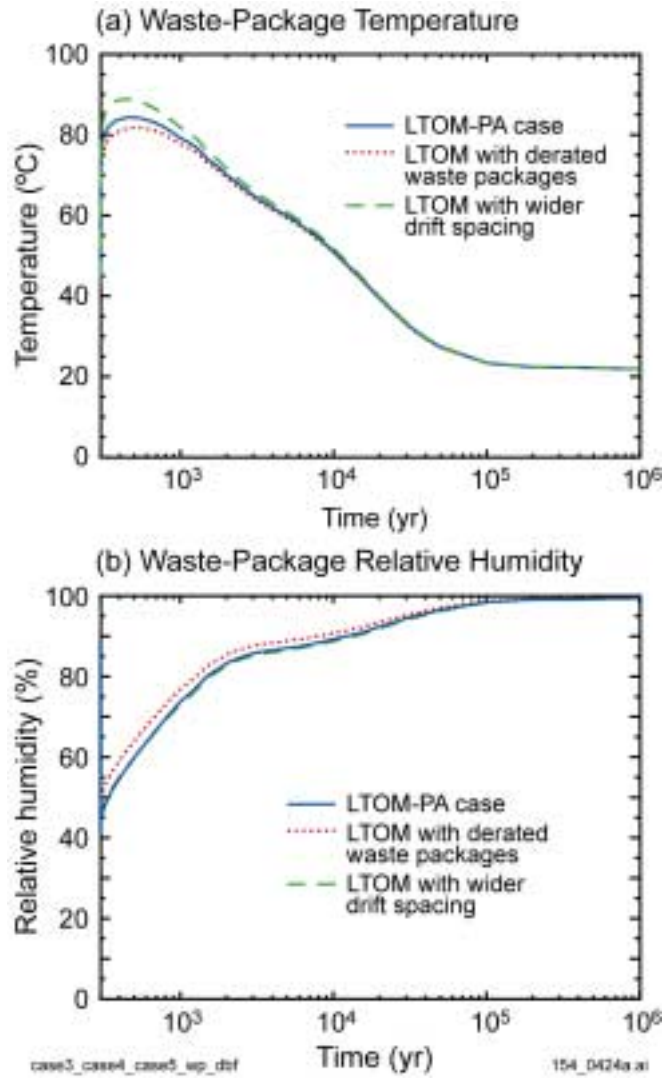 (a) Waste-Package Temperature
100
80
60
40
20
0
Temperature (ºC)
LTOM-PA case
LTOM with derated
waste packages
LTOM with wider
drift spacing
10³ 10⁴ 10⁵ 10⁶
Time (yr)
(b) Waste-Package Relative Humidity
100
80
60
40
20
0
Relative humidity (%)
LTOM-PA case
LTOM with derated
waste packages
LTOM with wider
drift spacing
10³ 10⁴ 10⁵ 10⁶
Time (yr)
case3_case4_case5_wp_dbf
154_0424a.ai